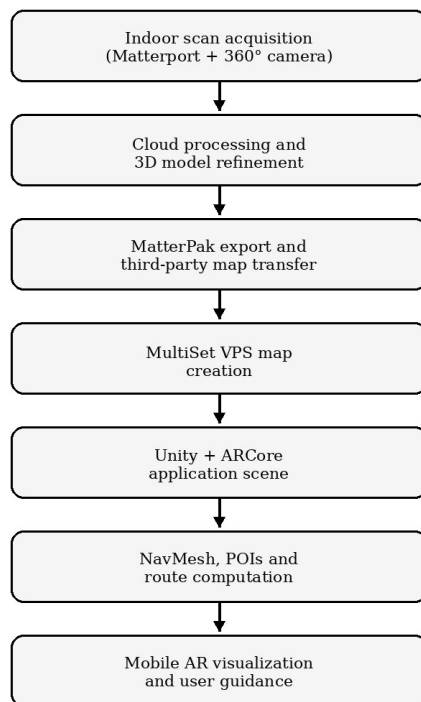 Indoor scan acquisition
(Matterport + 360° camera)
Cloud processing and
3D model refinement
MatterPak export and
third-party map transfer
MultiSet VPS map
creation
Unity + ARCore
application scene
NavMesh, POIs and
route computation
Mobile AR visualization
and user guidance